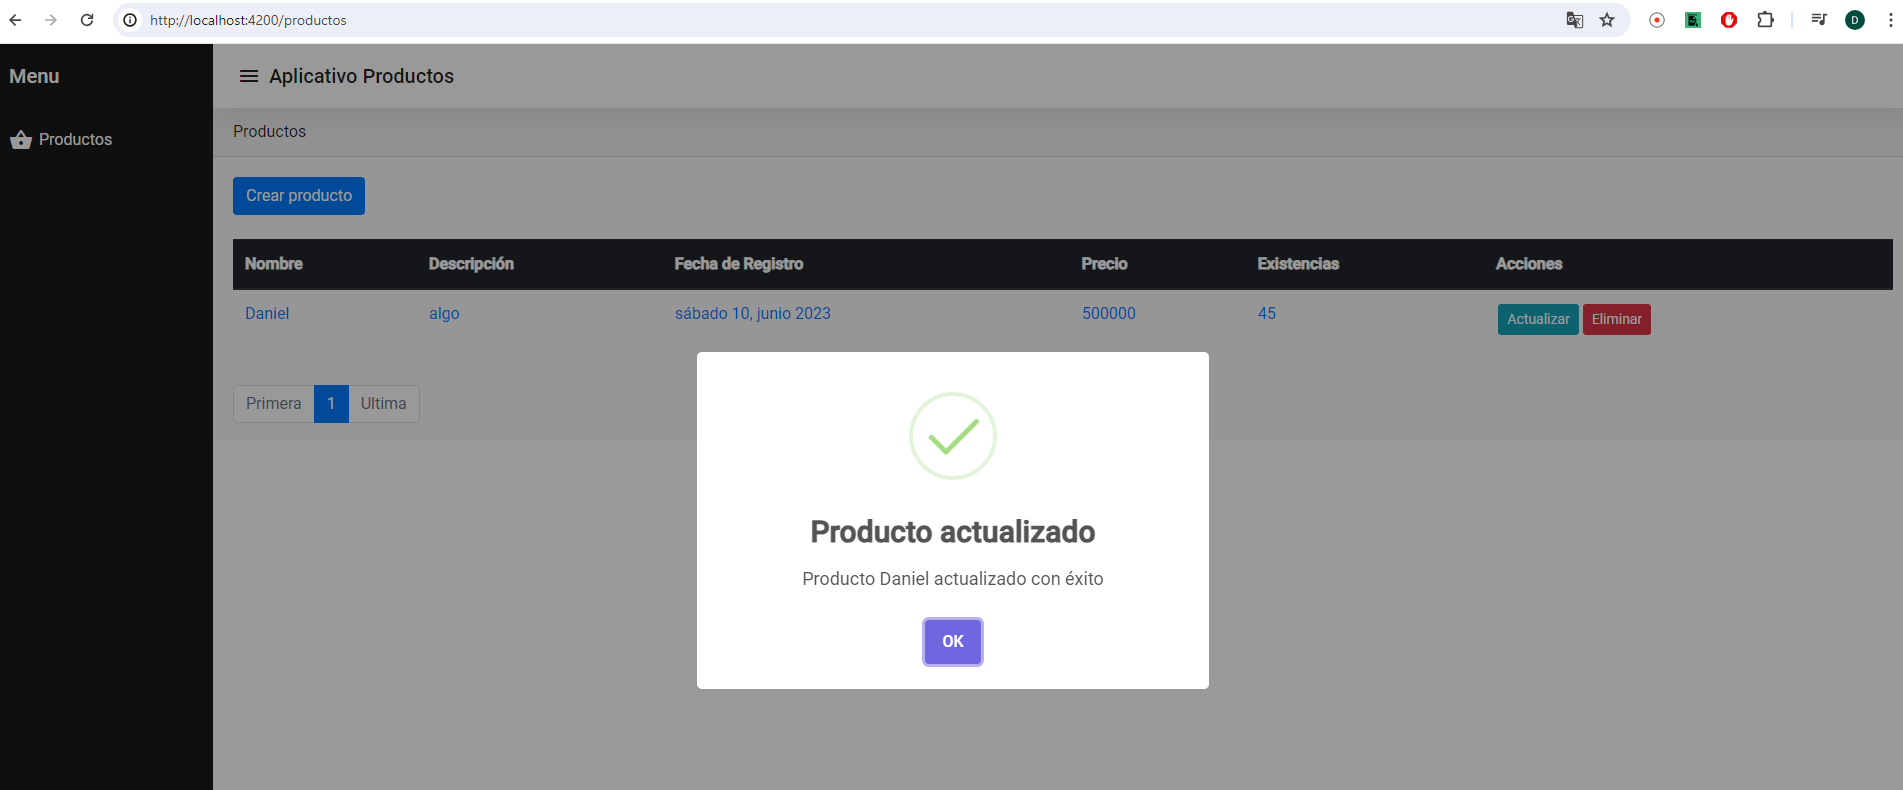 http://localhost:4200/productos
D
Menu
Aplicativo Productos
Productos
Productos
Crear producto
Nombre Descripción Fecha de Registro Precio Existencias Acciones
Daniel algo sábado 10, junio 2023 500000 45 Actualizar Eliminar
Primera 1 Ultima
Producto actualizado
Producto Daniel actualizado con éxito
OK